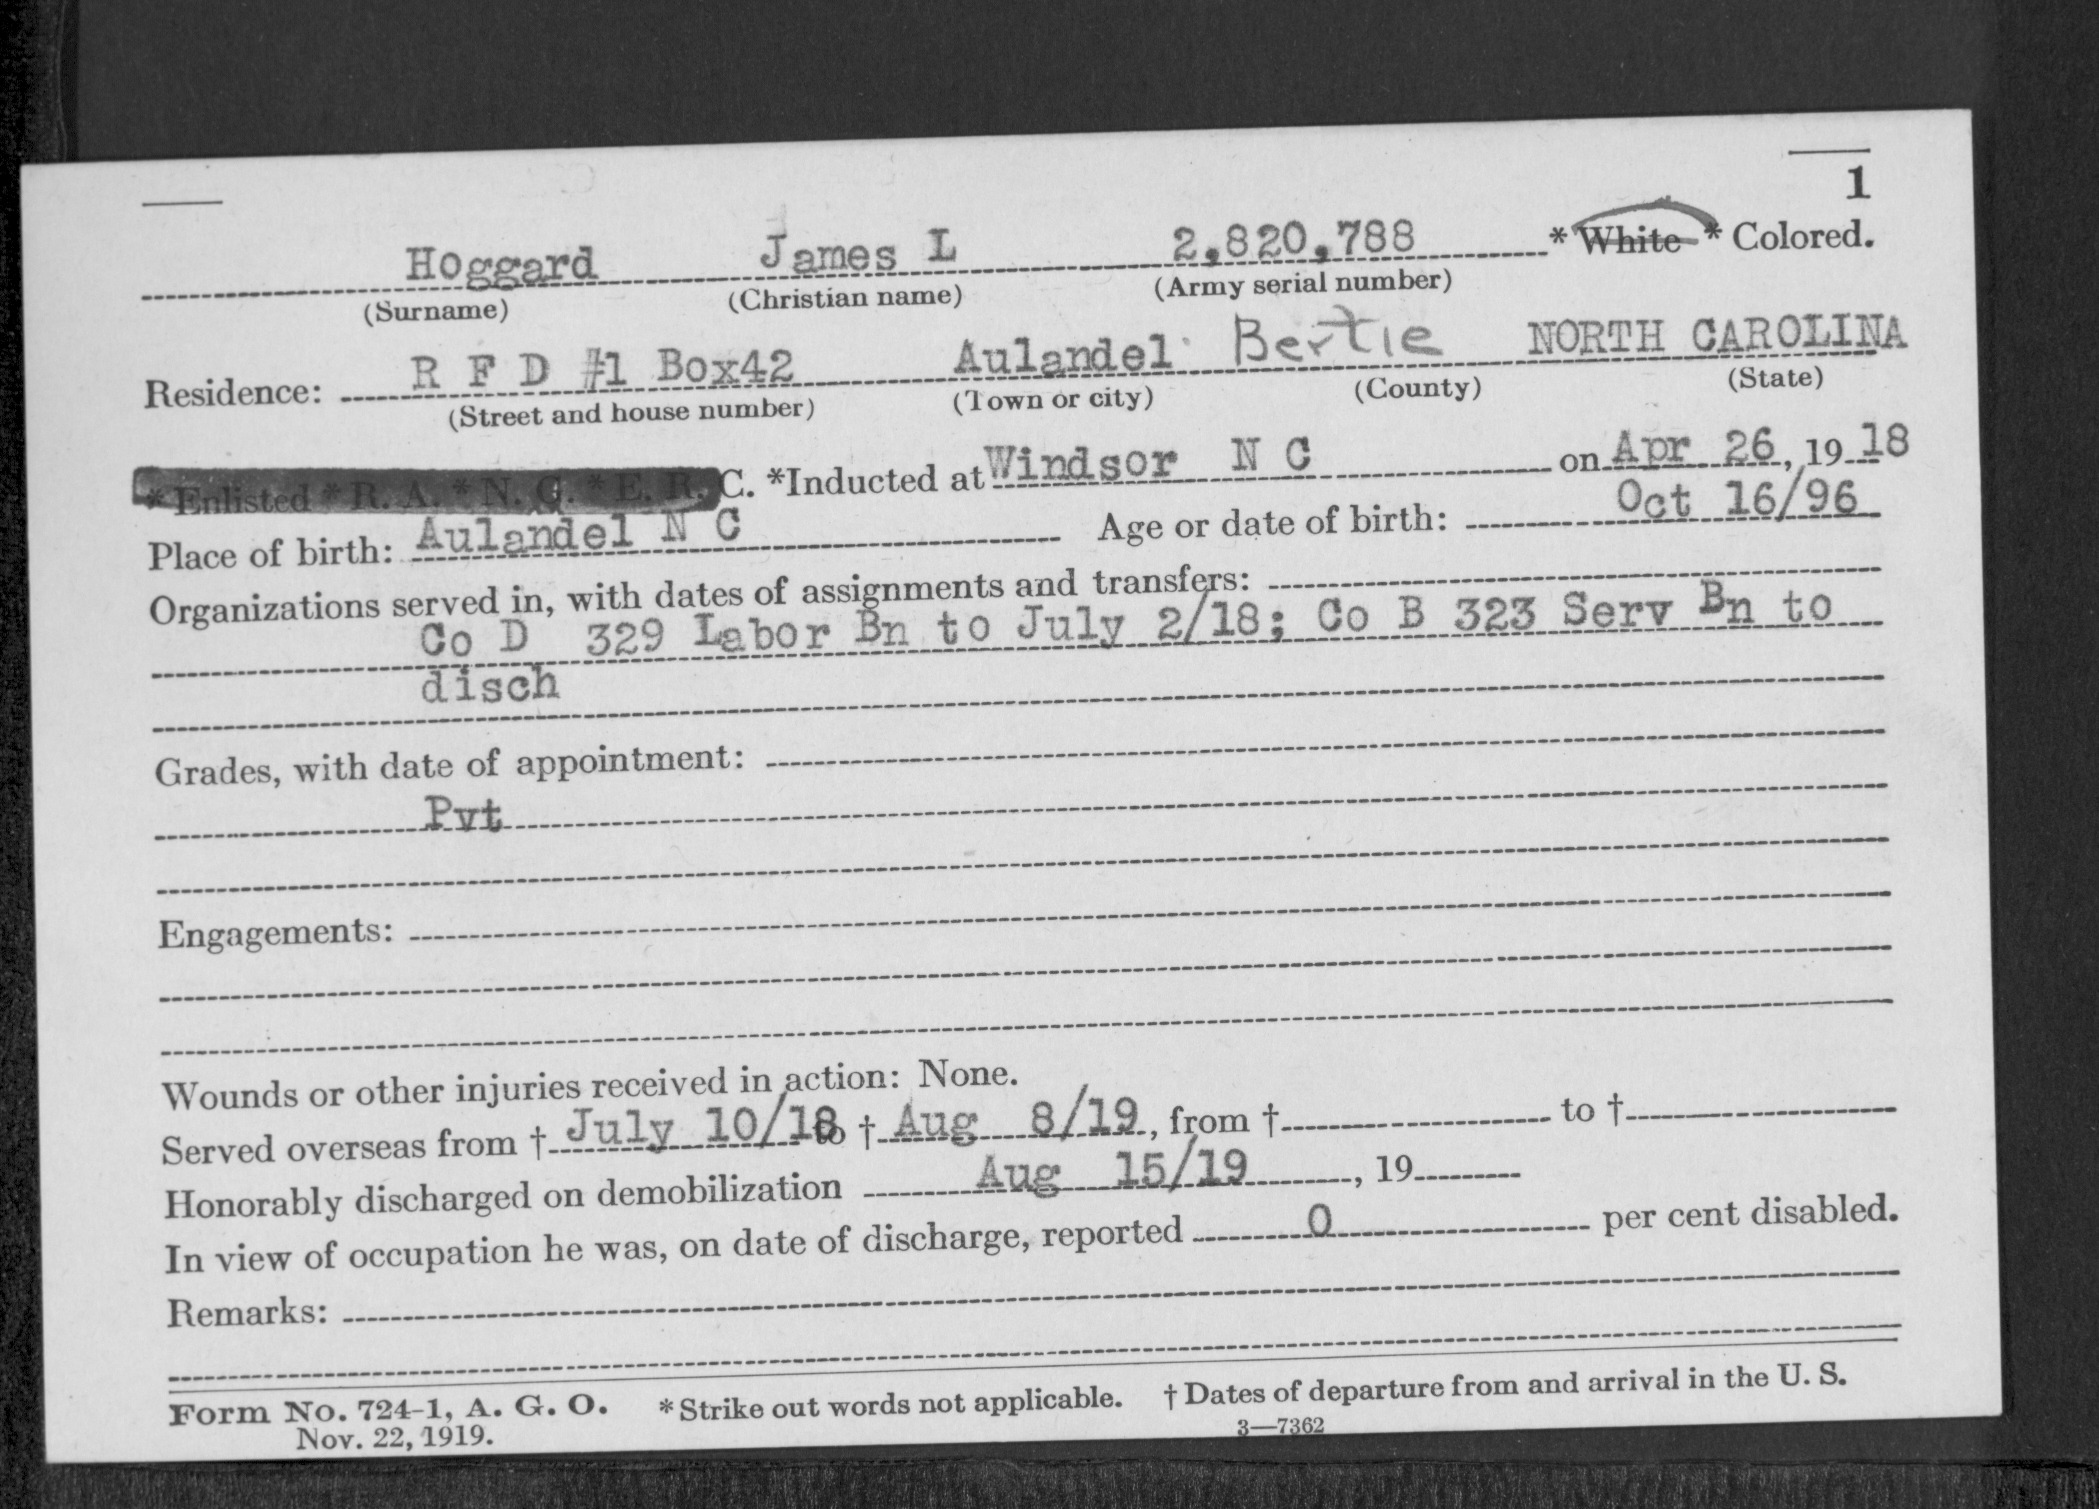 1
Hoggard James L 2,820,788 * White * Colored.
(Surname) (Christian name) (Army serial number)
Residence: R F D #1 Box42 Aulandel Bertie NORTH CAROLINA
(Street and house number) (Town or city) (County) (State)
* Enlisted * R. A. * N. G. * E. R. C. *Inducted at Windsor N C on Apr 26, 19 18
Place of birth: Aulandel N C Age or date of birth: Oct 16/96
Organizations served in, with dates of assignments and transfers:
Co D 329 Labor Bn to July 2/18; Co B 323 Serv Bn to
disch
Grades, with date of appointment:
Pvt
Engagements:
Wounds or other injuries received in action: None.
Served overseas from † July 10/18 to † Aug 8/19, from † to †
Honorably discharged on demobilization Aug 15/19, 19
In view of occupation he was, on date of discharge, reported 0 per cent disabled.
Remarks:
Form No. 724-1, A. G. O. *Strike out words not applicable. † Dates of departure from and arrival in the U. S.
Nov. 22, 1919. 3—7362